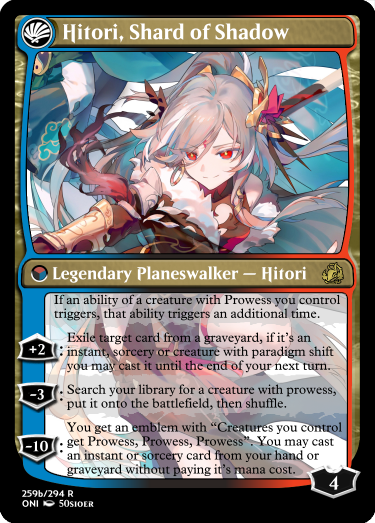 Hitori, Shard of Shadow
Legendary Planeswalker — Hitori
If an ability of a creature with Prowess you control
triggers, that ability triggers an additional time.
+2
: Exile target card from a graveyard, if it's an
instant, sorcery or creature with paradigm shift
you may cast it until the end of your next turn.
-3
: Search your library for a creature with prowess,
put it onto the battlefield, then shuffle.
-10
: You get an emblem with “Creatures you control
get Prowess, Prowess, Prowess”. You may cast
an instant or sorcery card from your hand or
graveyard without paying it's mana cost.
4
259b/294 R
ONI 50SIOER